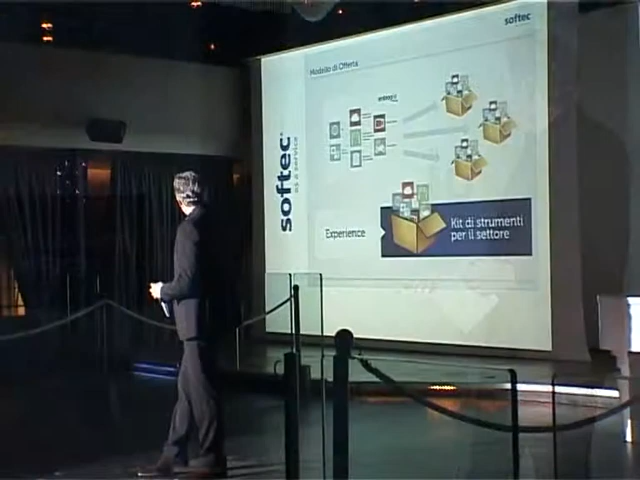 softec
Modello di Offerta
softec
as a service
Experience
Kit di strumenti
per il settore